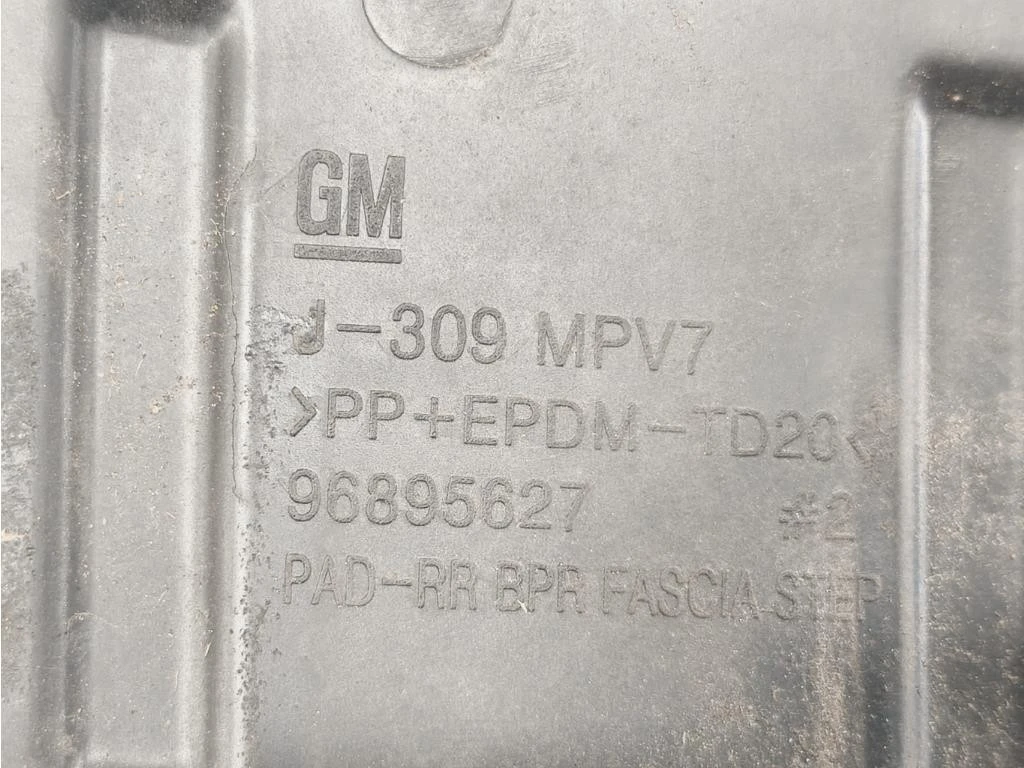 GM
J-309 MPV7
>PP+EPDM-TD20<
96895627 #2
PAD-RR BPR FASCIA STEP